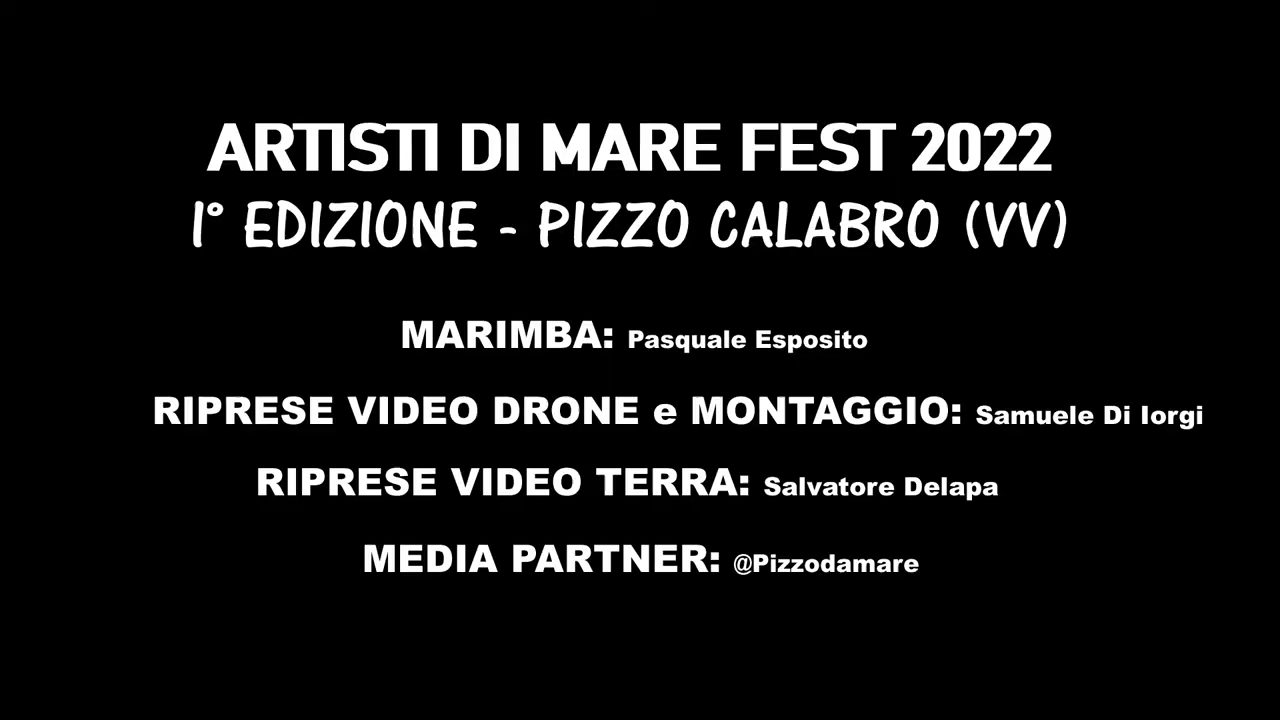 ARTISTI DI MARE FEST 2022
I° EDIZIONE - PIZZO CALABRO (VV)
MARIMBA: Pasquale Esposito
RIPRESE VIDEO DRONE e MONTAGGIO: Samuele Di Iorgi
RIPRESE VIDEO TERRA: Salvatore Delapa
MEDIA PARTNER: @Pizzodamare